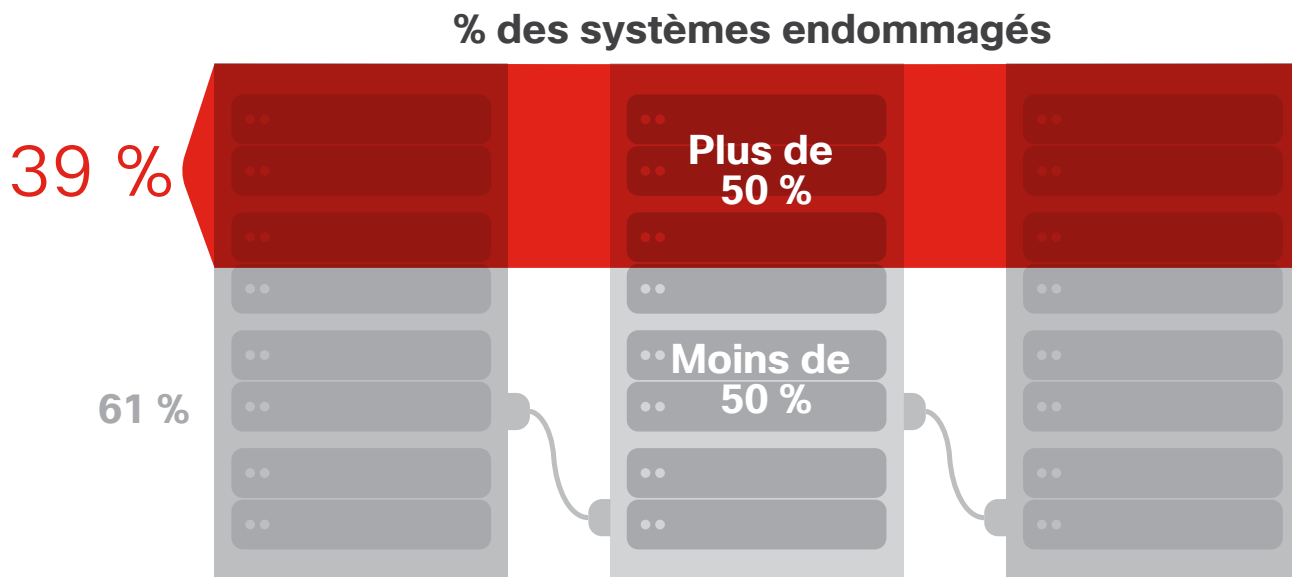 % des systèmes endommagés
39 %
Plus de
50 %
Moins de
50 %
61 %